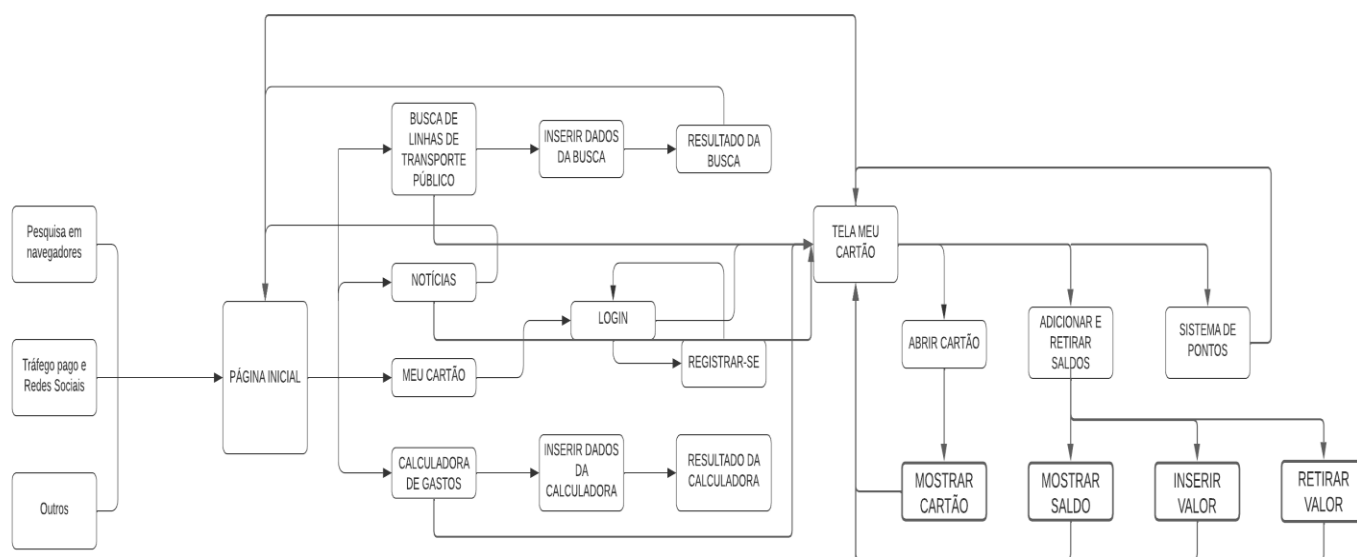 BUSCA DE
LINHAS DE
TRANSPORTE
PÚBLICO
INSERIR DADOS
DA BUSCA
RESULTADO DA
BUSCA
Pesquisa em
navegadores
TELA MEU
CARTÃO
NOTÍCIAS
LOGIN
ABRIR CARTÃO
ADICIONAR E
RETIRAR
SALDOS
SISTEMA DE
PONTOS
Tráfego pago e
Redes Sociais
PÁGINA INICIAL
MEU CARTÃO
REGISTRAR-SE
CALCULADORA
DE GASTOS
INSERIR DADOS
DA
CALCULADORA
RESULTADO DA
CALCULADORA
MOSTRAR
CARTÃO
MOSTRAR
SALDO
INSERIR
VALOR
RETIRAR
VALOR
Outros